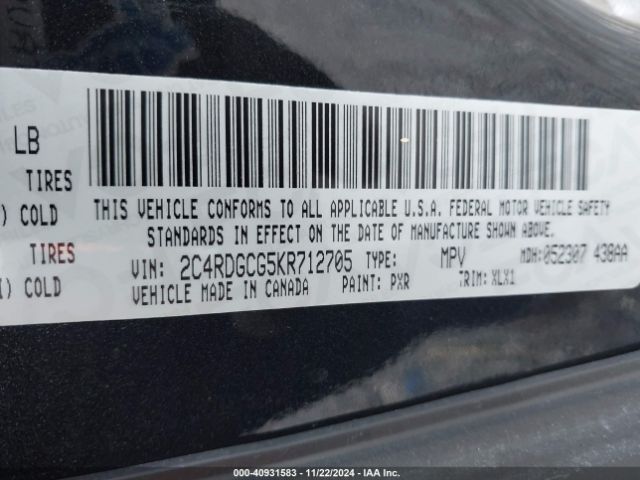 LB
TIRES
) COLD
TIRES
) COLD
THIS VEHICLE CONFORMS TO ALL APPLICABLE U.S.A. FEDERAL MOTOR VEHICLE SAFETY
STANDARDS IN EFFECT ON THE DATE OF MANUFACTURE SHOWN ABOVE.
VIN: 2C4RDGCG5KR712705 TYPE: MPV MDH: 052307 438AA
VEHICLE MADE IN CANADA PAINT: PXR TRIM: XLX1
000-40931583 - 11/22/2024 - IAA Inc.